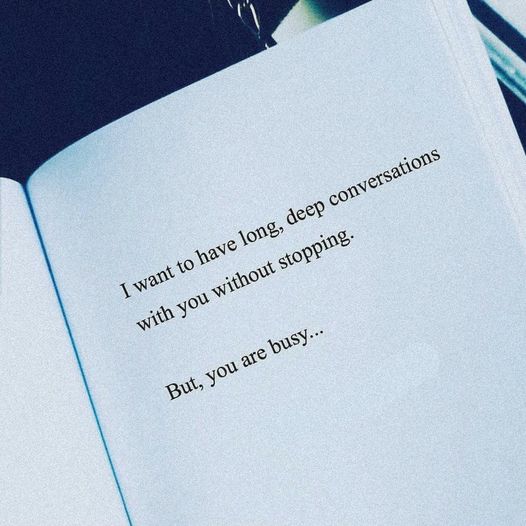 I want to have long, deep conversations
with you without stopping.
But, you are busy...